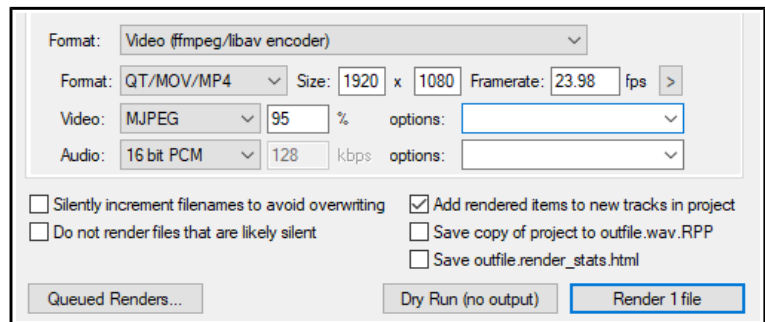 Format: Video (ffmpeg/libav encoder)
Format: QT/MOV/MP4 Size: 1920 x 1080 Framerate: 23.98 fps >
Video: MJPEG 95 % options:
Audio: 16 bit PCM 128 kbps options:
Silently increment filenames to avoid overwriting Add rendered items to new tracks in project
Do not render files that are likely silent Save copy of project to outfile.wav.RPP
Save outfile.render_stats.html
Queued Renders... Dry Run (no output) Render 1 file